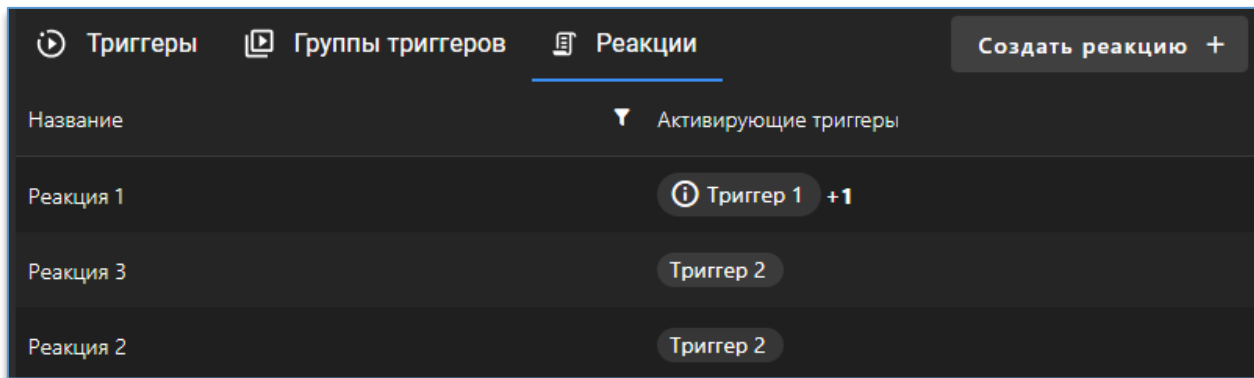 Триггеры Группы триггеров Реакции Создать реакцию +
Название Активирующие триггеры
Реакция 1 Триггер 1 +1
Реакция 3 Триггер 2
Реакция 2 Триггер 2